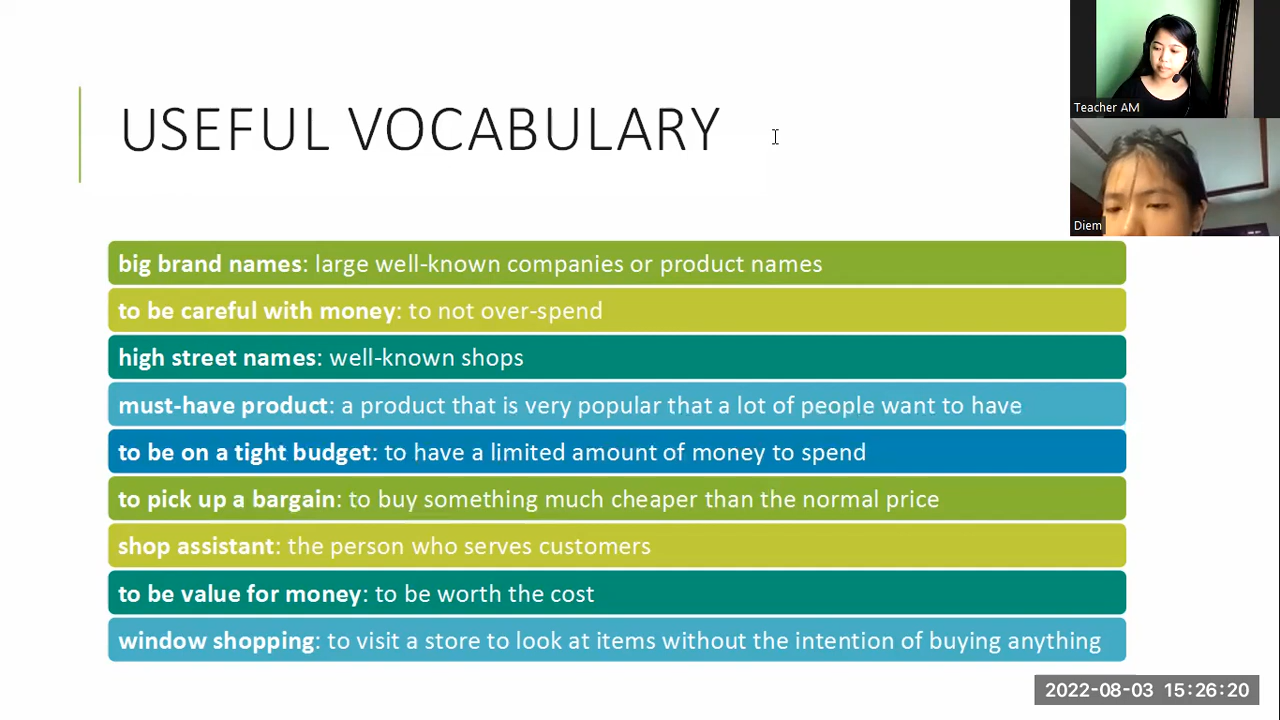 Teacher AM
USEFUL VOCABULARY
Diem
big brand names: large well-known companies or product names
to be careful with money: to not over-spend
high street names: well-known shops
must-have product: a product that is very popular that a lot of people want to have
to be on a tight budget: to have a limited amount of money to spend
to pick up a bargain: to buy something much cheaper than the normal price
shop assistant: the person who serves customers
to be value for money: to be worth the cost
window shopping: to visit a store to look at items without the intention of buying anything
2022-08-03 15:26:20